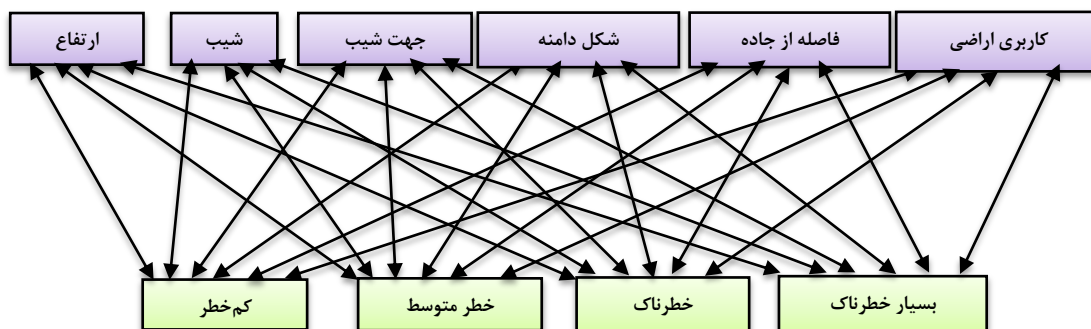 کاربری اراضی
فاصله از جاده
شکل دامنه
جهت شیب
شیب
ارتفاع
بسیار خطرناک
خطرناک
خطر متوسط
کم‌خطر